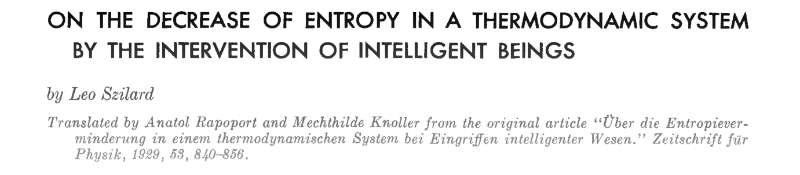 ON THE DECREASE OF ENTROPY IN A THERMODYNAMIC SYSTEM
BY THE INTERVENTION OF INTELLIGENT BEINGS
by Leo Szilard
Translated by Anatol Rapoport and Mechthilde Knoller from the original article “Über die Entropiever-
minderung in einem thermodynamischen System bei Eingriffen intelligenter Wesen.” Zeitschrift für
Physik, 1929, 53, 840–856.